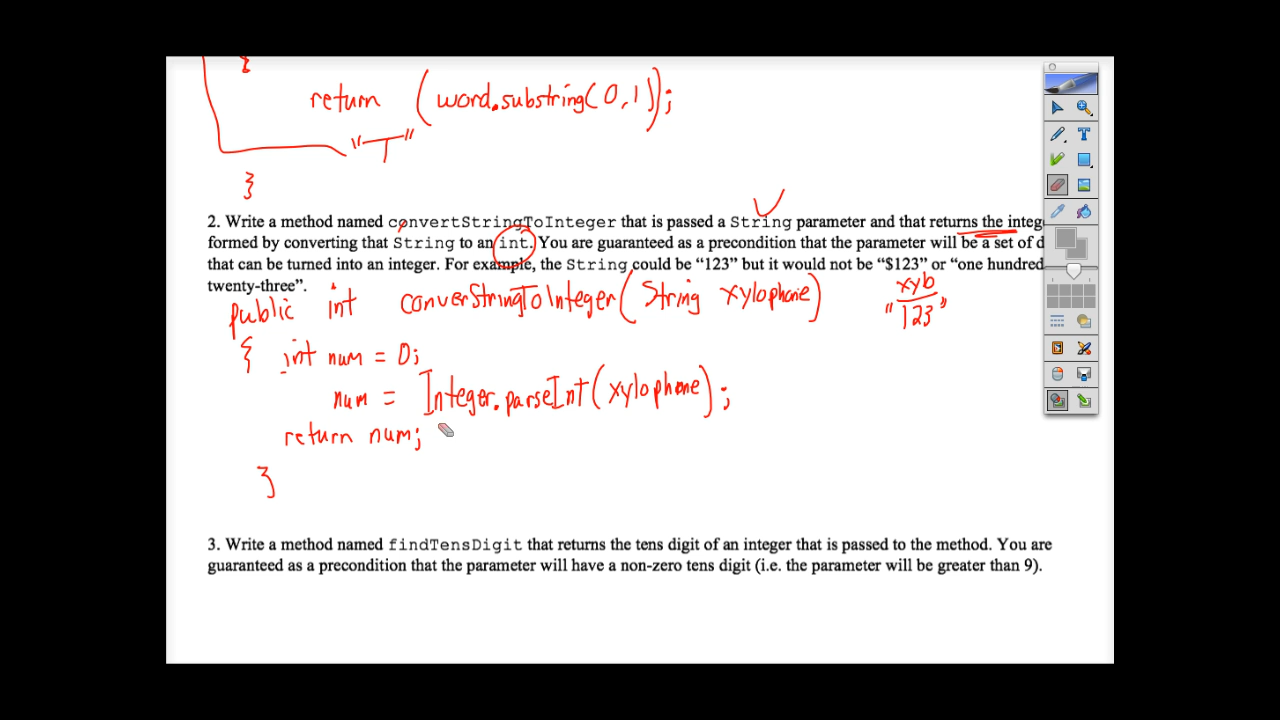 {
return (word.substring(0,1));
"T"
}
2. Write a method named convertStringToInteger that is passed a String parameter and that returns the integ
formed by converting that String to an int. You are guaranteed as a precondition that the parameter will be a set of d
that can be turned into an integer. For example, the String could be “123” but it would not be “$123” or “one hundred
twenty-three”.
public int converStringToInteger(String xylophone)
xyb
"123"
{ int num = 0;
num = Integer.parseInt(xylophone);
return num;
}
3. Write a method named findTensDigit that returns the tens digit of an integer that is passed to the method. You are
guaranteed as a precondition that the parameter will have a non-zero tens digit (i.e. the parameter will be greater than 9).
T